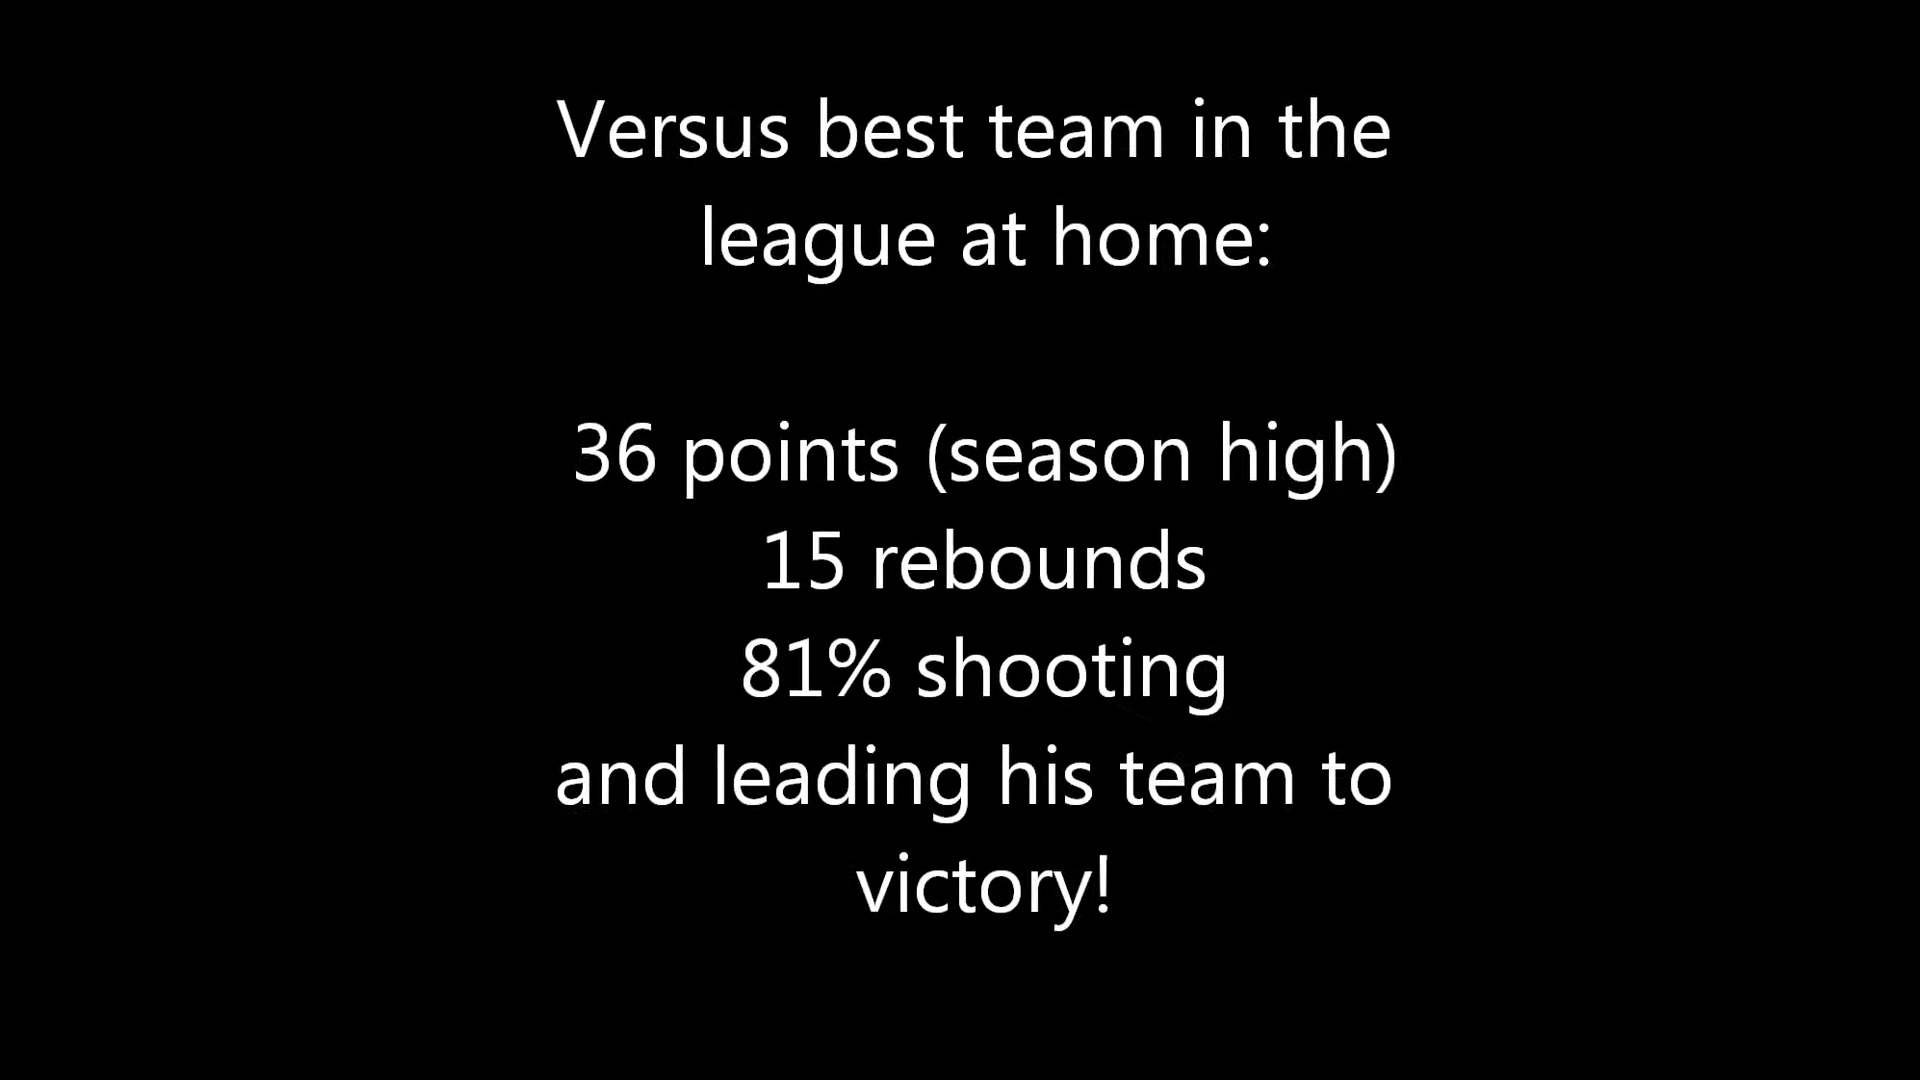 Versus best team in the
league at home:
36 points (season high)
15 rebounds
81% shooting
and leading his team to
victory!